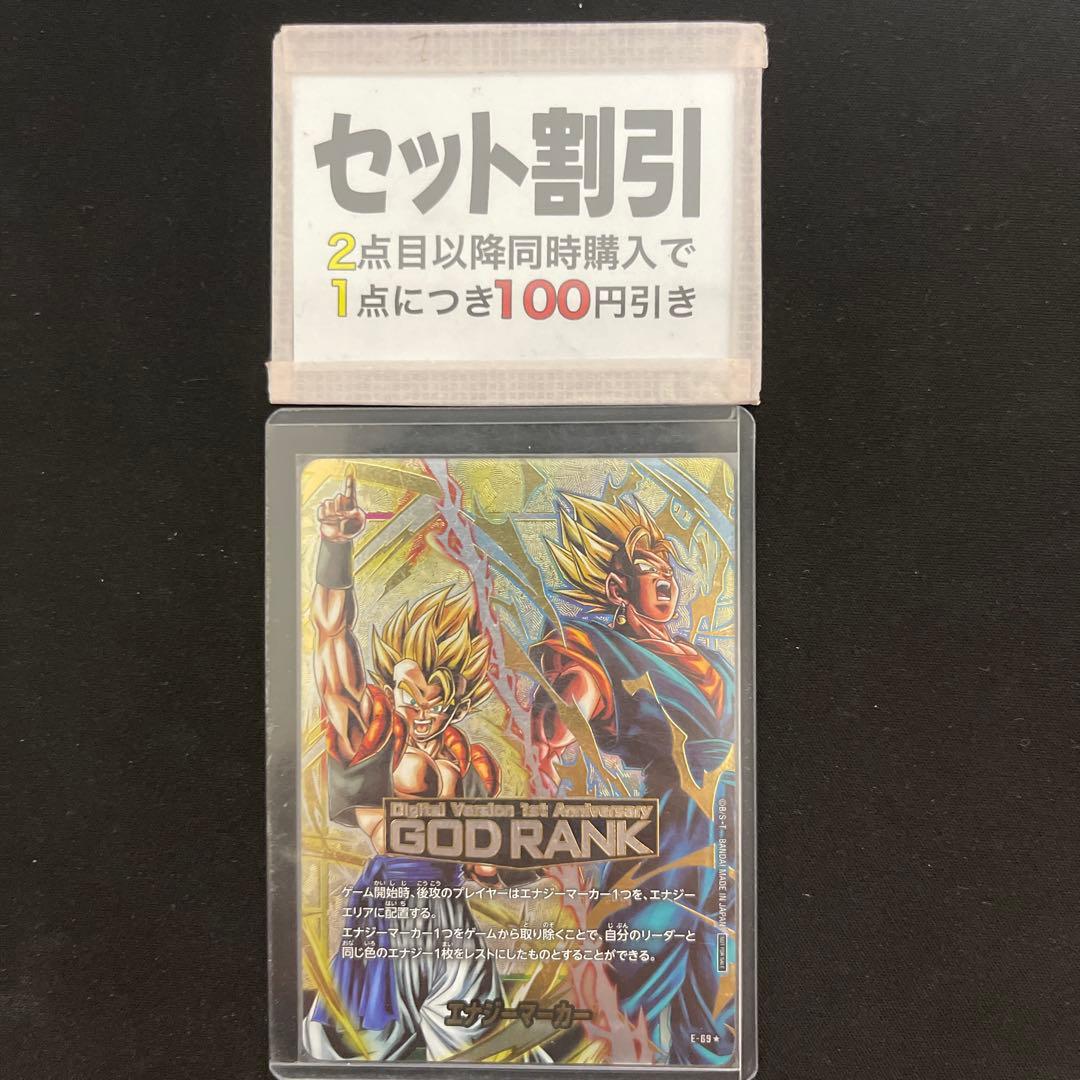 セット割引
2点目以降同時購入で
1点につき100円引き
Digital Version 1st Anniversary
GOD RANK
ゲーム開始時、後攻のプレイヤーはエナジーマーカー1つを、エナジー
エリアに配置する。
エナジーマーカー1つをゲームから取り除くことで、自分のリーダーと
同じ色のエナジー1枚をレストにしたものとすることができる。
エナジーマーカー
E-69★
©B/S・T BANDAI MADE IN JAPAN
NOT FOR SALE